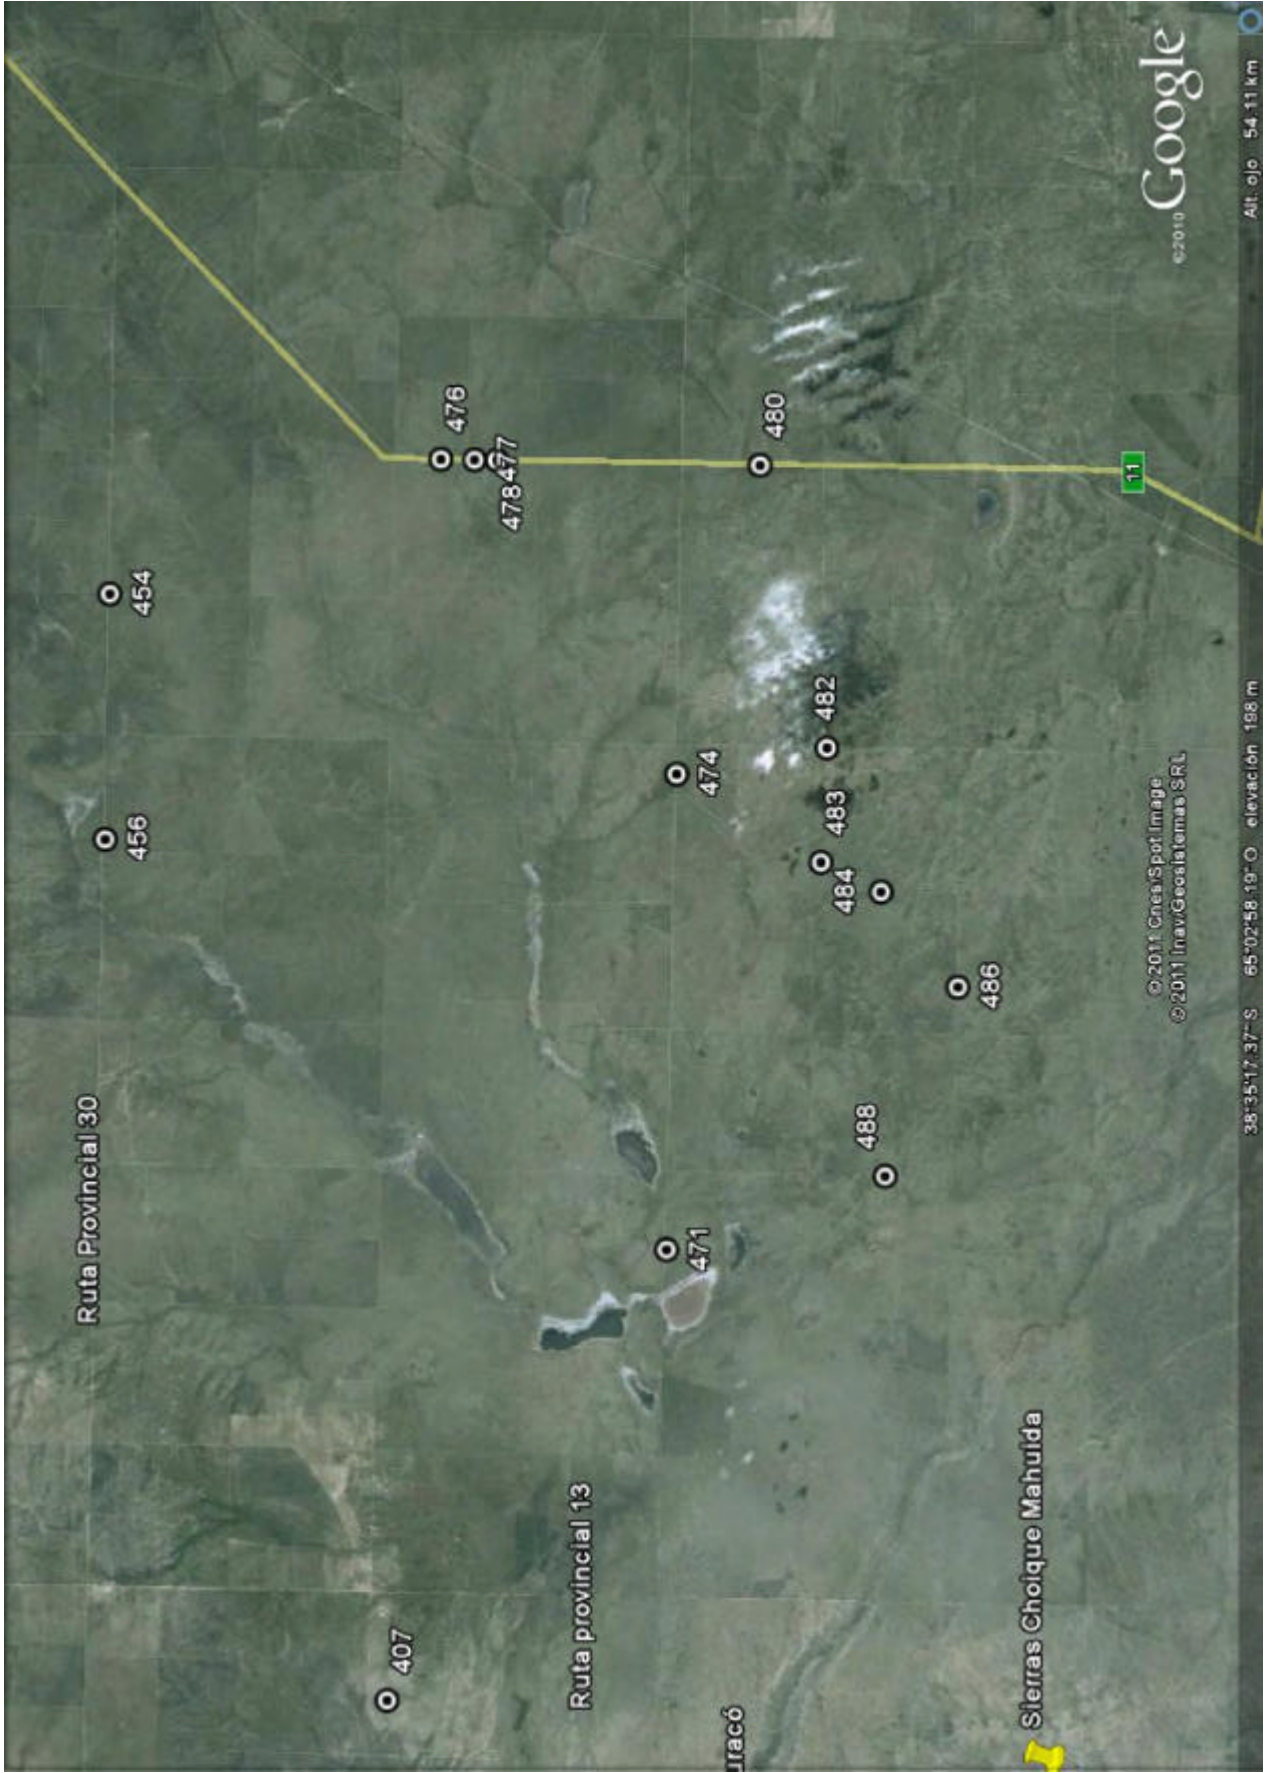 Ruta Provincial 30
456
454
407
476
477
478
Ruta provincial 13
471
474
480
uracó
488
484
483
482
486
Sierras Choique Mahuida
11
© 2011 Cnes/Spot Image
© 2011 Inav/Geosistemas SRL
©2010 Google
38°35'17.37" S 65°02'58.19" O elevación 198 m Alt. ojo 54.11 km